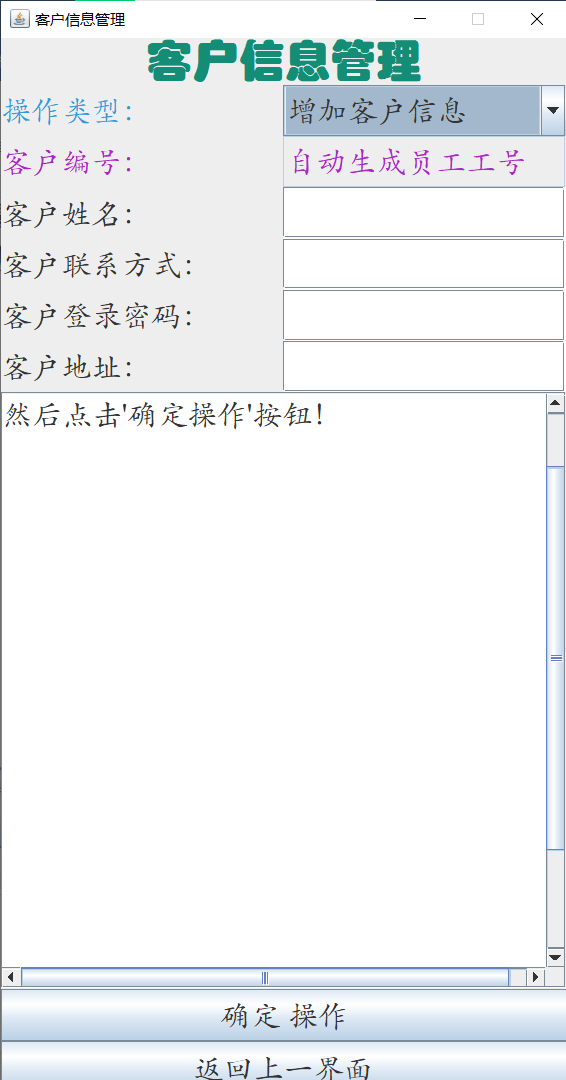 客户信息管理
客户信息管理
操作类型：
增加客户信息
客户编号：
自动生成员工工号
客户姓名：
客户联系方式：
客户登录密码：
客户地址：
然后点击'确定操作'按钮！
确定 操作
返回上一界面